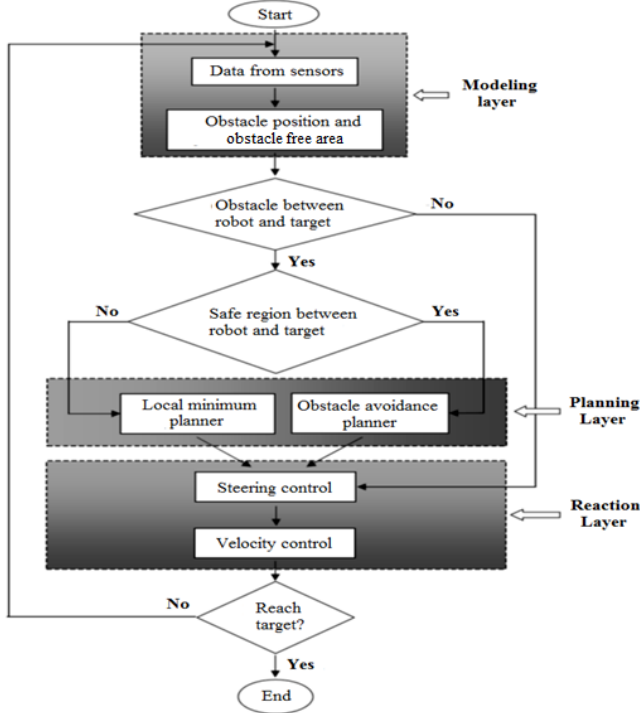 Start
Data from sensors
Modeling
layer
Obstacle position and
obstacle free area
Obstacle between
robot and target
No
Yes
No
Safe region between
robot and target
Yes
Local minimum
planner
Obstacle avoidance
planner
Planning
Layer
Steering control
Reaction
Layer
Velocity control
No
Reach
target?
Yes
End